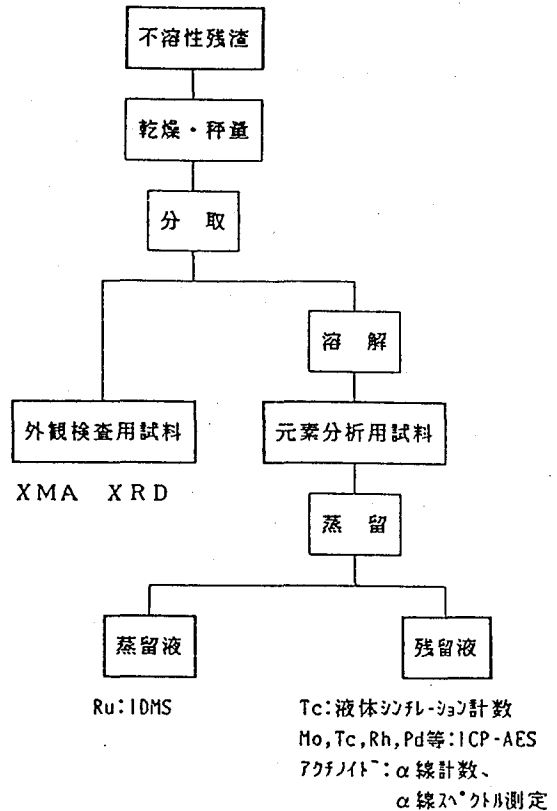 不溶性残渣
乾燥・秤量
分 取
溶 解
外観検査用試料
元素分析用試料
XMA XRD
蒸 留
蒸留液
残留液
Ru:IDMS
Tc:液体ｼﾝﾁﾚｰｼｮﾝ計数
Mo,Tc,Rh,Pd等:ICP-AES
ｱｸﾁﾉｲﾄﾞ:α線計数、
α線ｽﾍﾟｸﾄﾙ測定